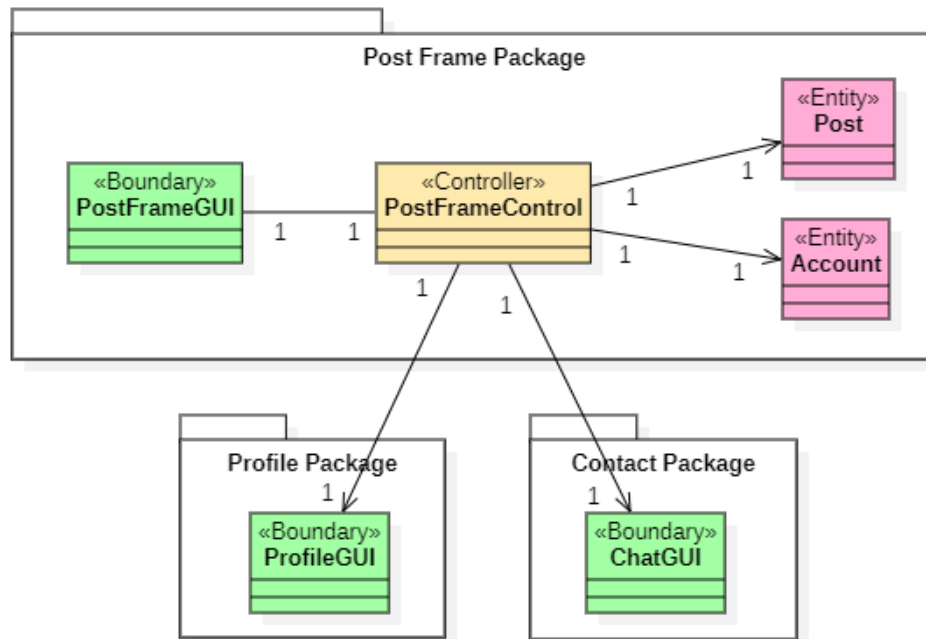 Post Frame Package
«Entity»
Post
1
1
«Boundary»
PostFrameGUI
1
1
«Controller»
PostFrameControl
1
1
«Entity»
Account
1
1
Profile Package
1
«Boundary»
ProfileGUI
Contact Package
1
«Boundary»
ChatGUI